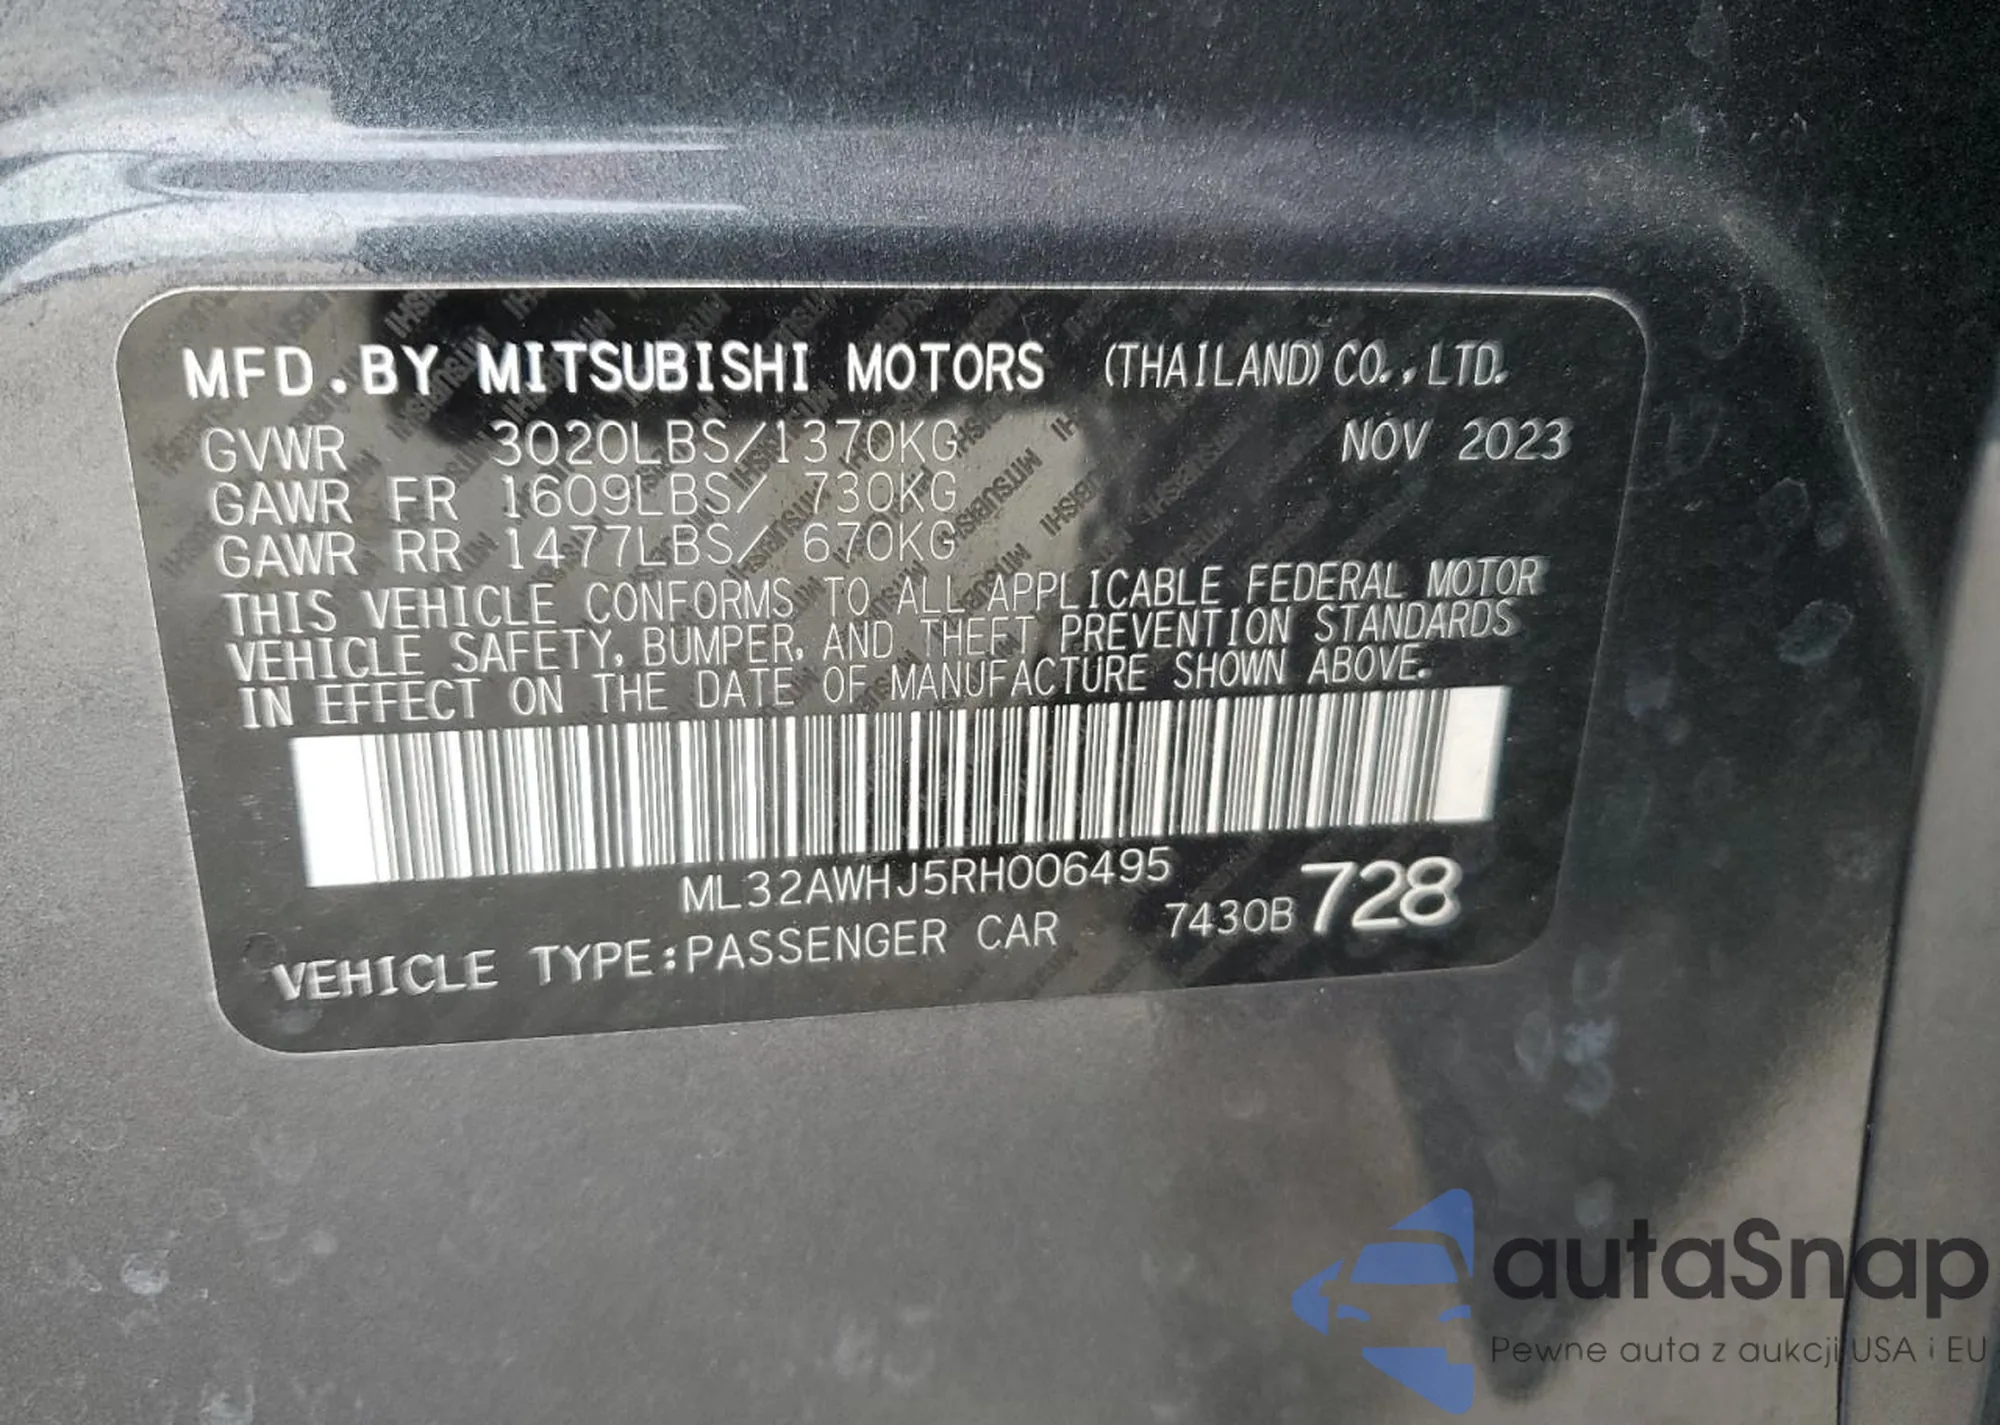 MFD.BY MITSUBISHI MOTORS (THAILAND) CO.,LTD.
GVWR 3020LBS/1370KG NOV 2023
GAWR FR 1609LBS/ 730KG
GAWR RR 1477LBS/ 670KG
THIS VEHICLE CONFORMS TO ALL APPLICABLE FEDERAL MOTOR
VEHICLE SAFETY, BUMPER, AND THEFT PREVENTION STANDARDS
IN EFFECT ON THE DATE OF MANUFACTURE SHOWN ABOVE.
ML32AWHJ5RH006495
VEHICLE TYPE:PASSENGER CAR 7430B 728
autaSnap
Pewne auta z aukcji USA i EU